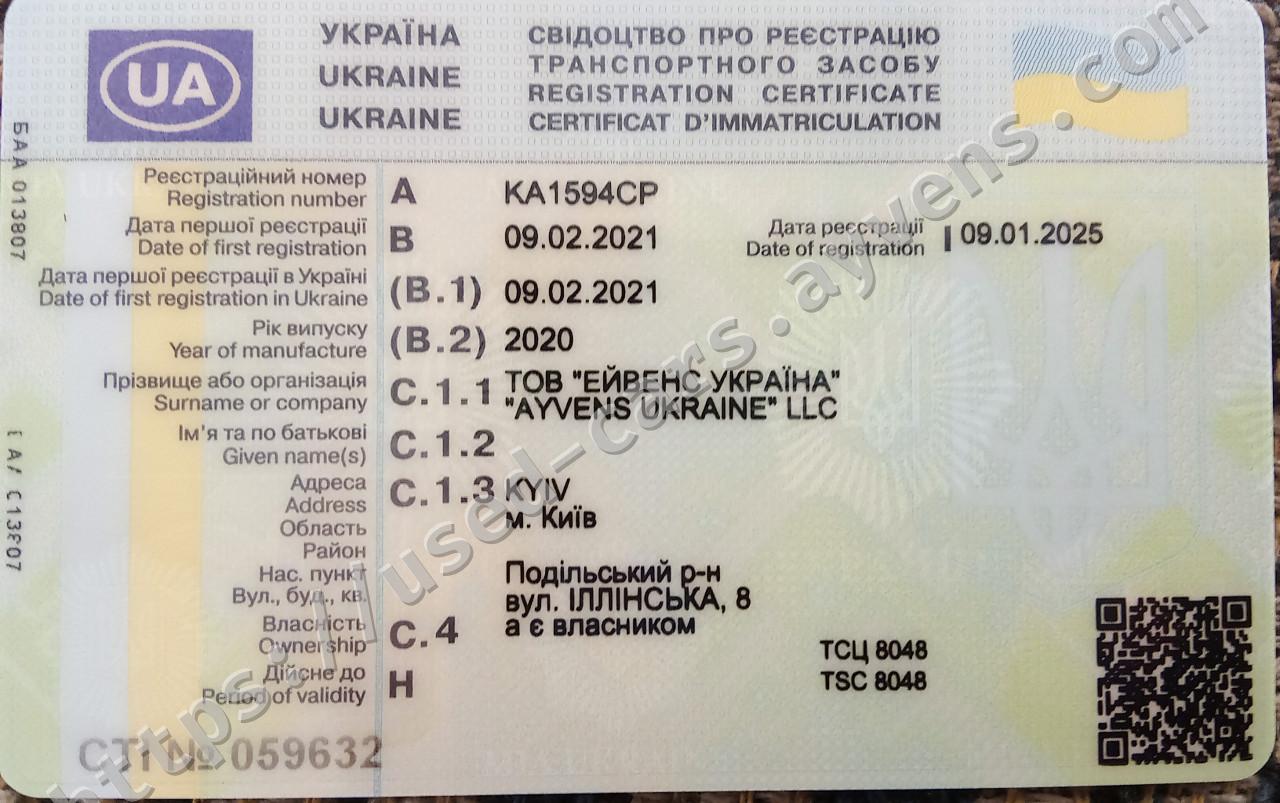 УКРАЇНА
UKRAINE
UKRAINE
СВІДОЦТВО ПРО РЕЄСТРАЦІЮ
ТРАНСПОРТНОГО ЗАСОБУ
REGISTRATION CERTIFICATE
CERTIFICAT D'IMMATRICULATION
UA
БАА 013807
Реєстраційний номер
Registration number A KA1594CP
Дата першої реєстрації
Date of first registration B 09.02.2021
Дата реєстрації
Date of registration I 09.01.2025
Дата першої реєстрації в Україні
Date of first registration in Ukraine (B.1) 09.02.2021
Рік випуску
Year of manufacture (B.2) 2020
Прізвище або організація
Surname or company C.1.1 ТОВ "ЕЙВЕНС УКРАЇНА"
"AYVENS UKRAINE" LLC
Ім'я та по батькові
Given name(s) C.1.2
Адреса
Address C.1.3 KYIV
м. Київ
Область
Район
Нас. пункт
Вул., буд., кв.
Подільський р-н
вул. ІЛЛІНСЬКА, 8
Власність
Ownership C.4 а є власником
Дійсне до
Period of validity H
ТСЦ 8048
TSC 8048
№ 059632
https://used-cars.ayvens.com